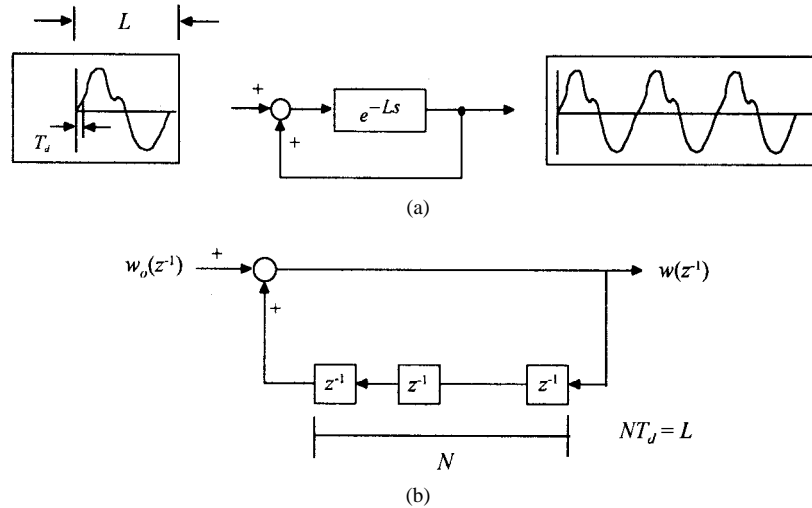 L
T_d
+
e^{-Ls}
+
(a)
w_o(z^{-1})
+
w(z^{-1})
+
z^{-1}
z^{-1}
z^{-1}
NT_d = L
N
(b)